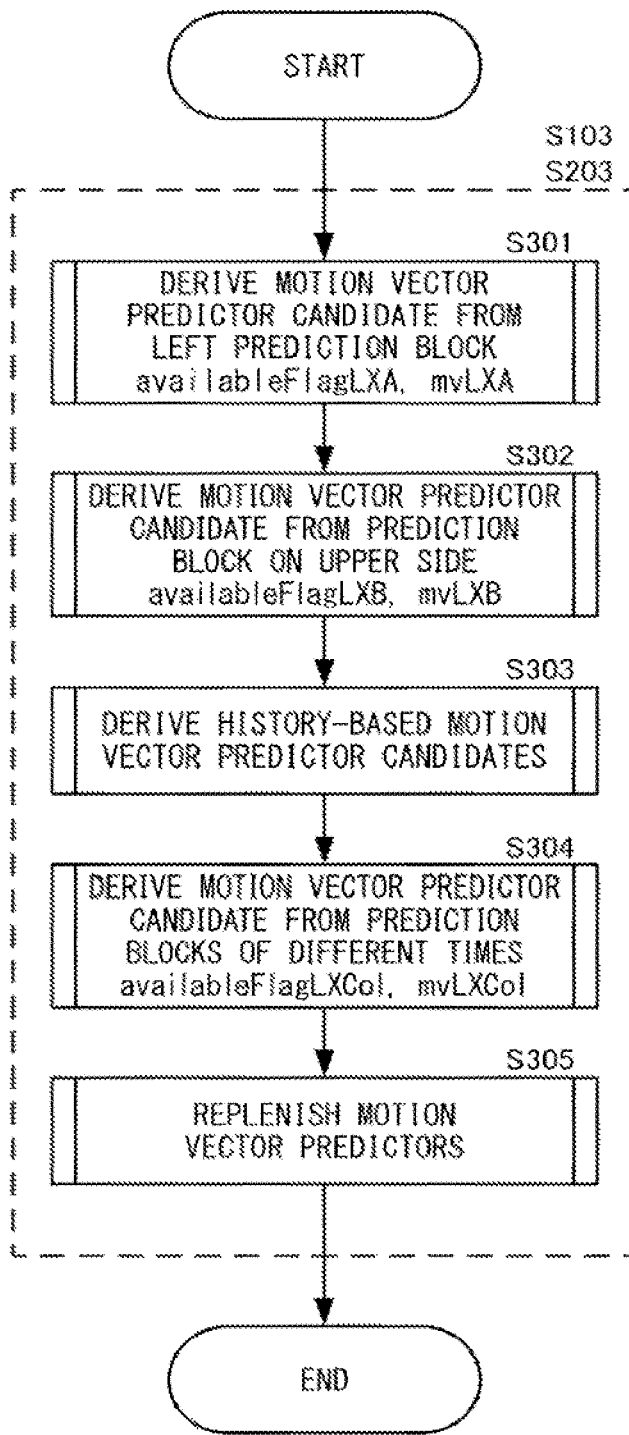 START
S103
S203
S301
DERIVE MOTION VECTOR
PREDICTOR CANDIDATE FROM
LEFT PREDICTION BLOCK
availableFlagLXA, mvLXA
S302
DERIVE MOTION VECTOR PREDICTOR
CANDIDATE FROM PREDICTION
BLOCK ON UPPER SIDE
availableFlagLXB, mvLXB
S303
DERIVE HISTORY-BASED MOTION
VECTOR PREDICTOR CANDIDATES
S304
DERIVE MOTION VECTOR PREDICTOR
CANDIDATE FROM PREDICTION
BLOCKS OF DIFFERENT TIMES
availableFlagLXCol, mvLXCol
S305
REPLENISH MOTION
VECTOR PREDICTORS
END